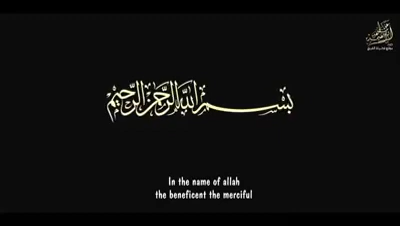 بسم الله الرحمن الرحيم
In the name of allah
the beneficent the merciful